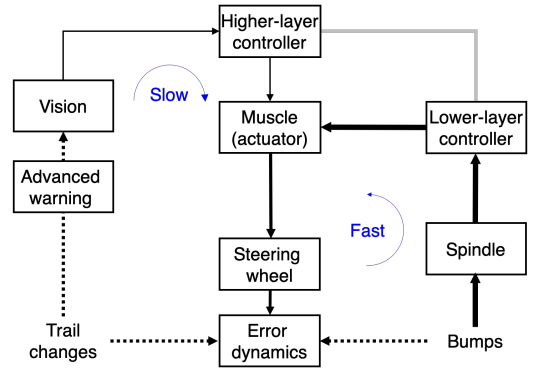 Higher-layer
controller
Vision
Slow
Muscle
(actuator)
Lower-layer
controller
Advanced
warning
Fast
Steering
wheel
Spindle
Trail
changes
Error
dynamics
Bumps